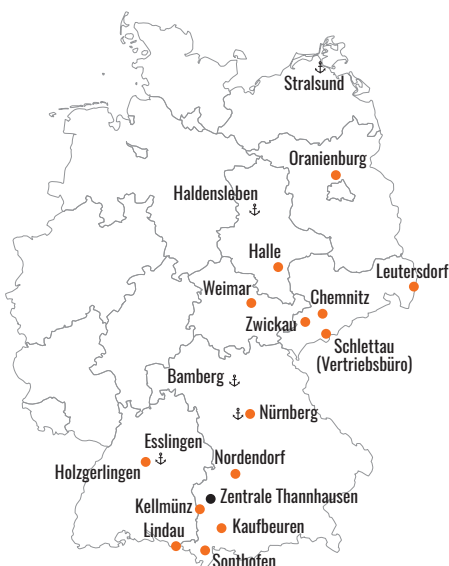 Stralsund
Oranienburg
Haldensleben
Halle
Leutersdorf
Weimar
Chemnitz
Zwickau
Schlettau
(Vertriebsbüro)
Bamberg
Nürnberg
Esslingen
Holzgerlingen
Nordendorf
Zentrale Thannhausen
Kellmünz
Kaufbeuren
Lindau
Sonthofen